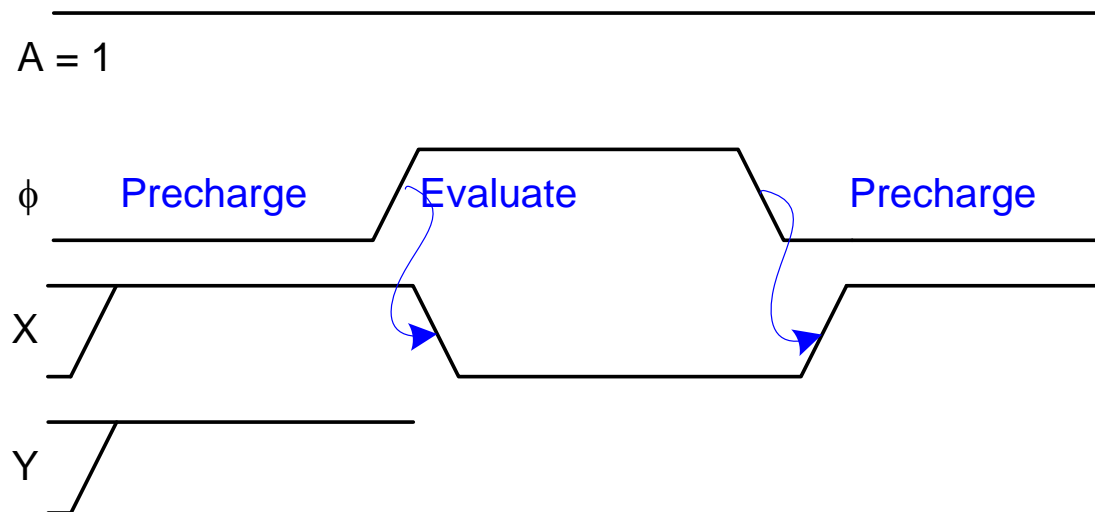 A = 1
ϕ Precharge Evaluate Precharge
X
Y